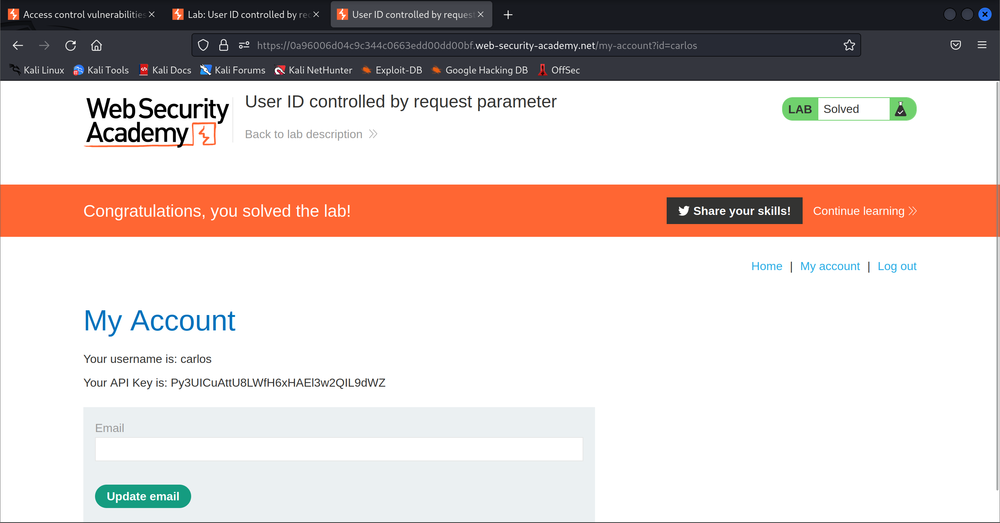 Access control vulnerabilities
Lab: User ID controlled by rec
User ID controlled by request
https://0a96006d04c9c344c0663edd00dd00bf.web-security-academy.net/my-account?id=carlos
Kali Linux
Kali Tools
Kali Docs
Kali Forums
Kali NetHunter
Exploit-DB
Google Hacking DB
OffSec
Web Security
Academy
User ID controlled by request parameter
Back to lab description
LAB Solved
Congratulations, you solved the lab!
Share your skills!
Continue learning
Home | My account | Log out
My Account
Your username is: carlos
Your API Key is: Py3UICuAttU8LWfH6xHAEl3w2QIL9dWZ
Email
Update email